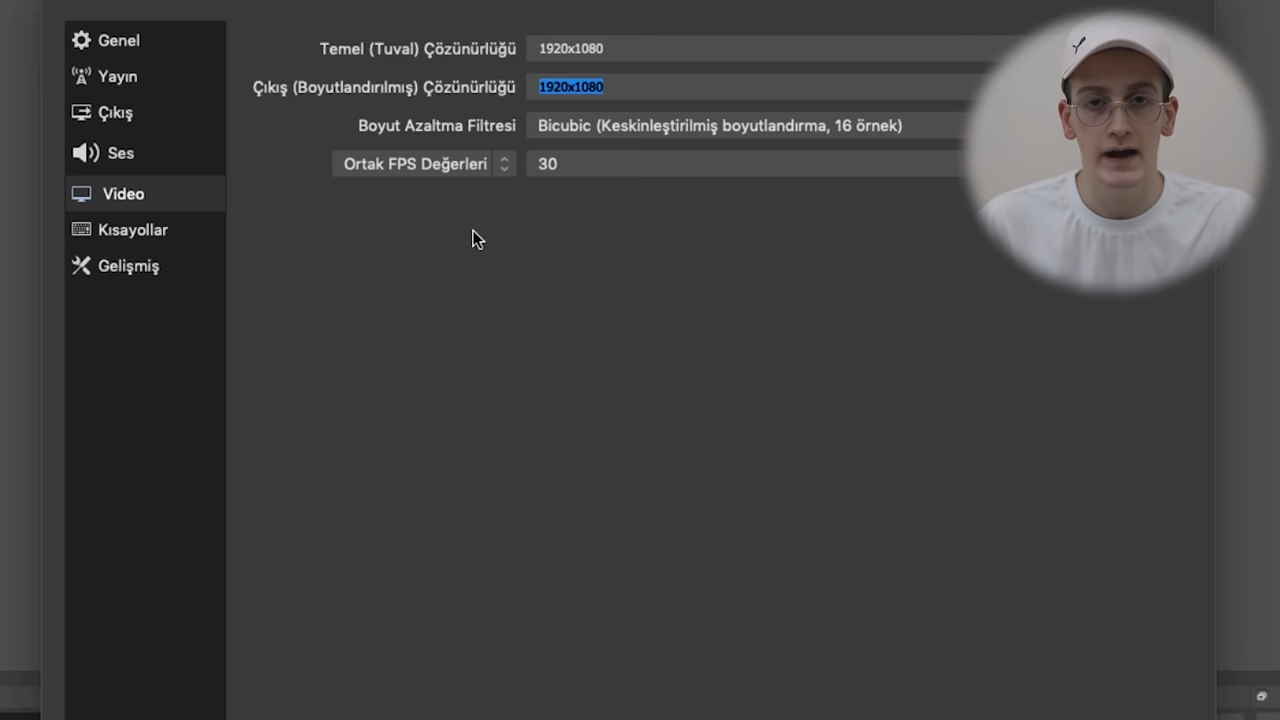 Genel
Yayın
Çıkış
Ses
Video
Kısayollar
Gelişmiş
Temel (Tuval) Çözünürlüğü 1920x1080
Çıkış (Boyutlandırılmış) Çözünürlüğü 1920x1080
Boyut Azaltma Filtresi Bicubic (Keskinleştirilmiş boyutlandırma, 16 örnek)
Ortak FPS Değerleri 30